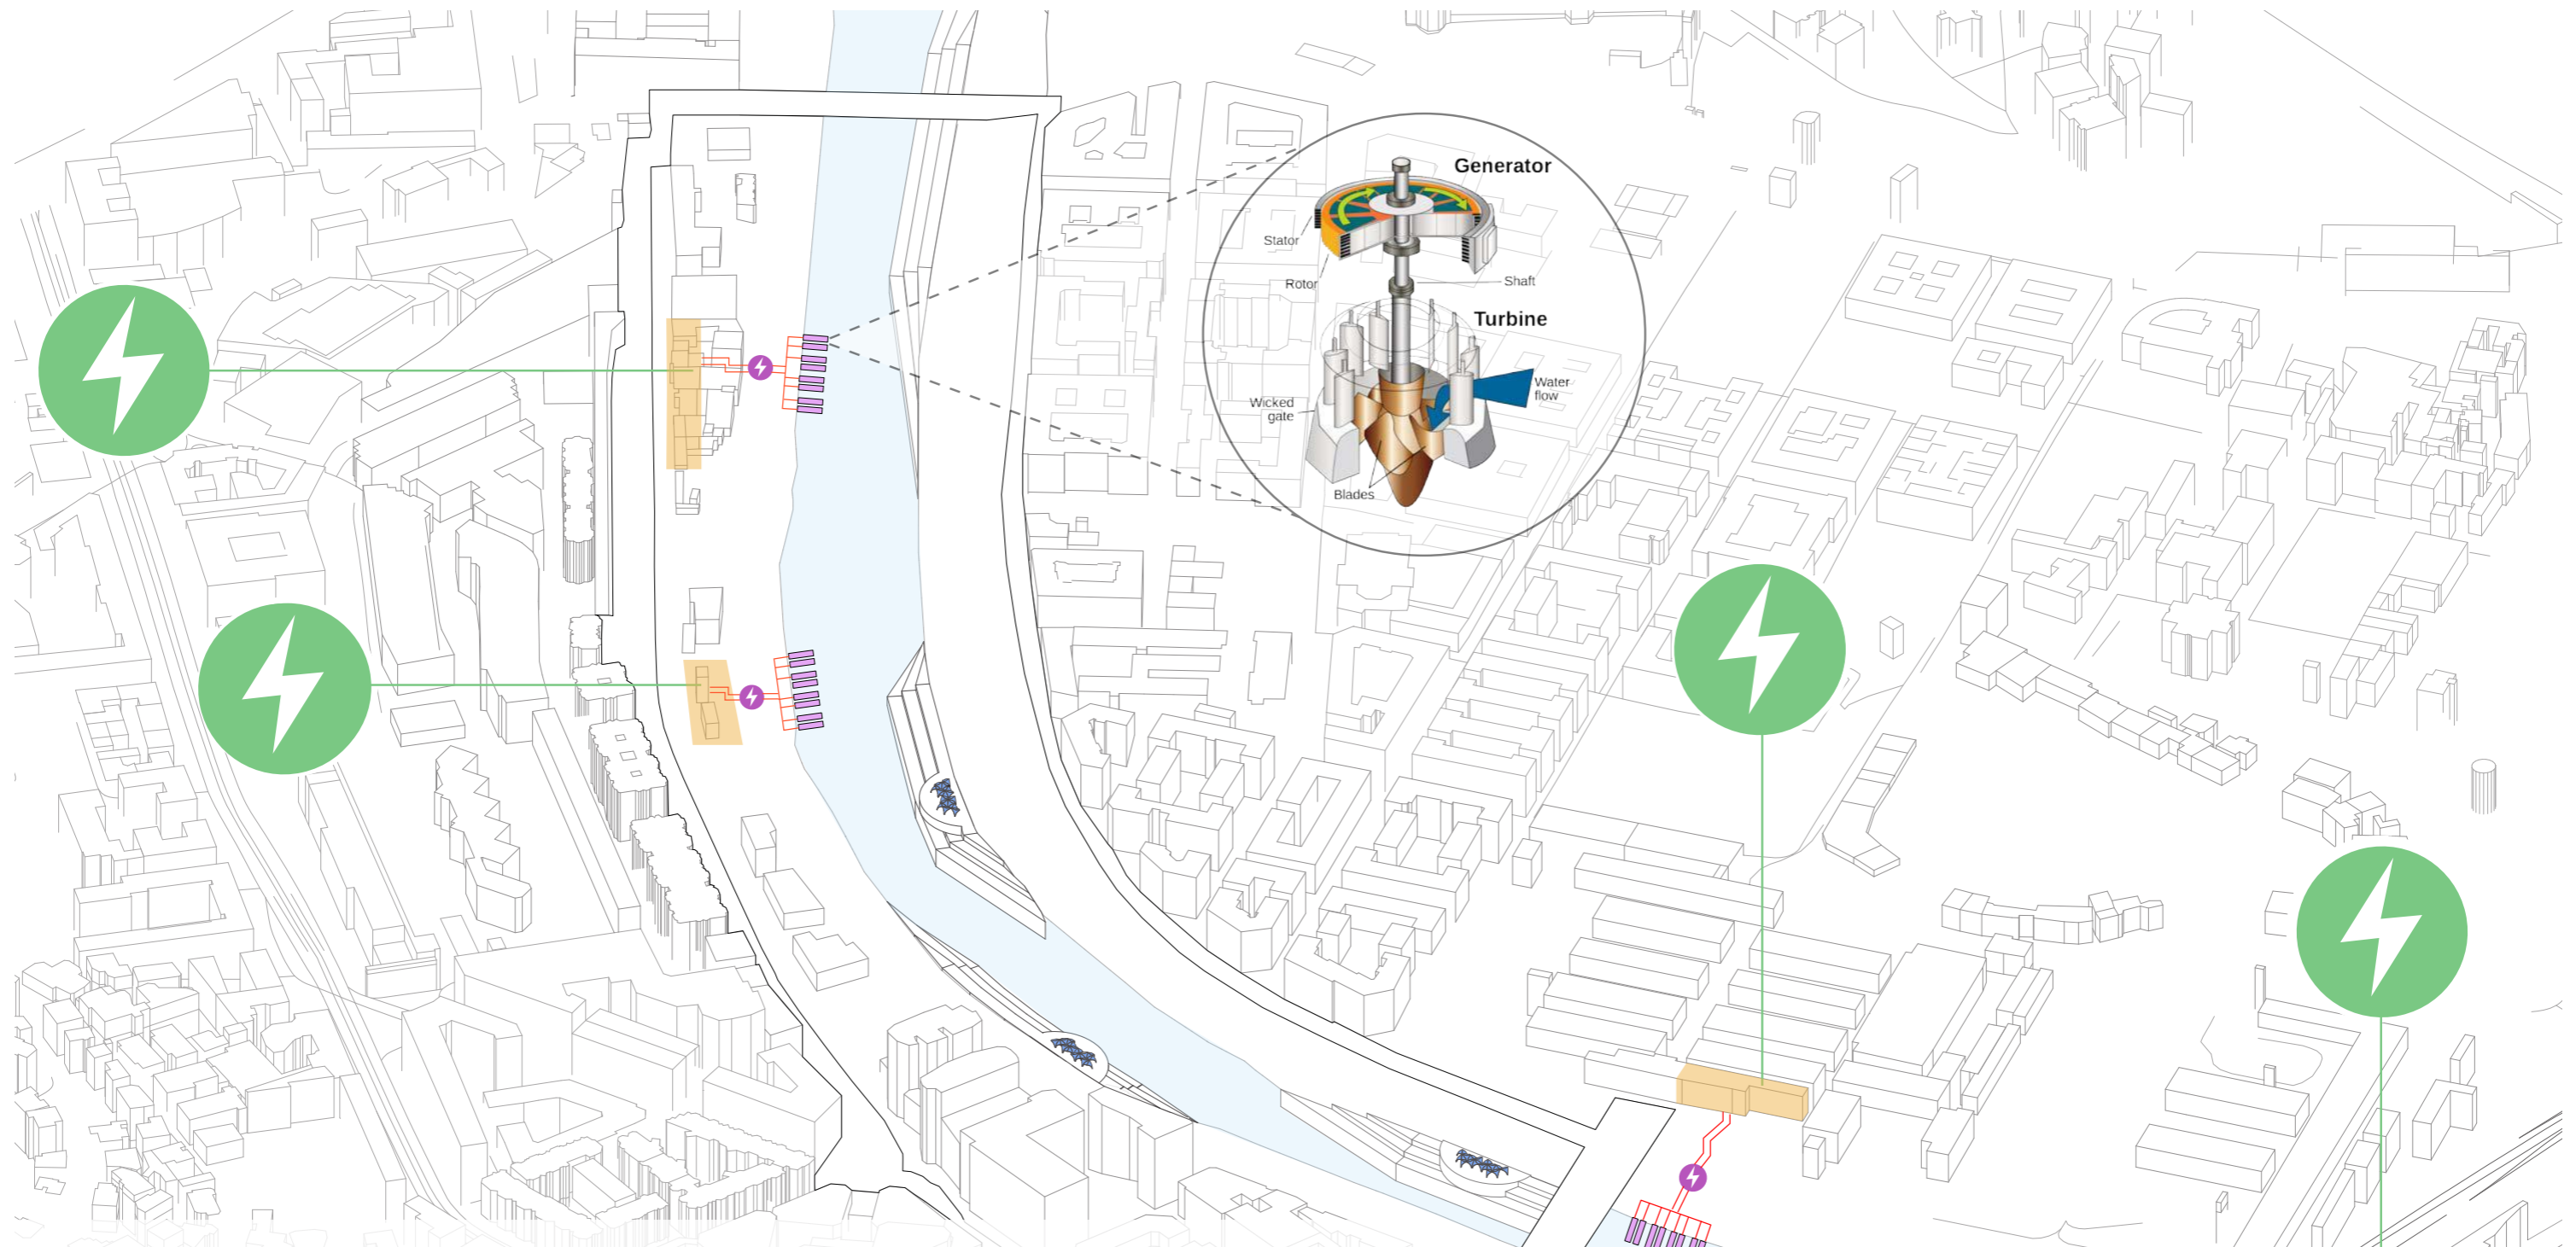 Generator
Stator
Rotor
Shaft
Turbine
Water
flow
Wicked
gate
Blades